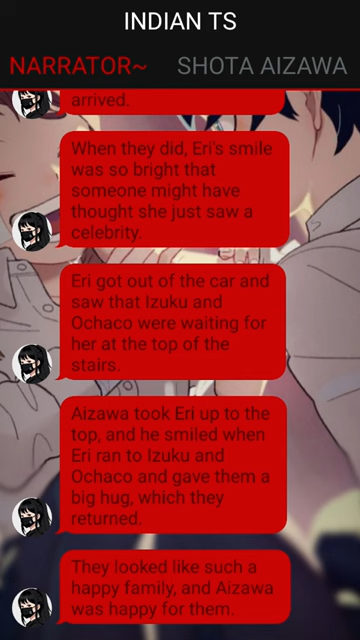 INDIAN TS
NARRATOR~ SHOTA AIZAWA
arrived.
When they did, Eri's smile
was so bright that
someone might have
thought she just saw a
celebrity.
Eri got out of the car and
saw that Izuku and
Ochaco were waiting for
her at the top of the
stairs.
Aizawa took Eri up to the
top, and he smiled when
Eri ran to Izuku and
Ochaco and gave them a
big hug, which they
returned.
They looked like such a
happy family, and Aizawa
was happy for them.